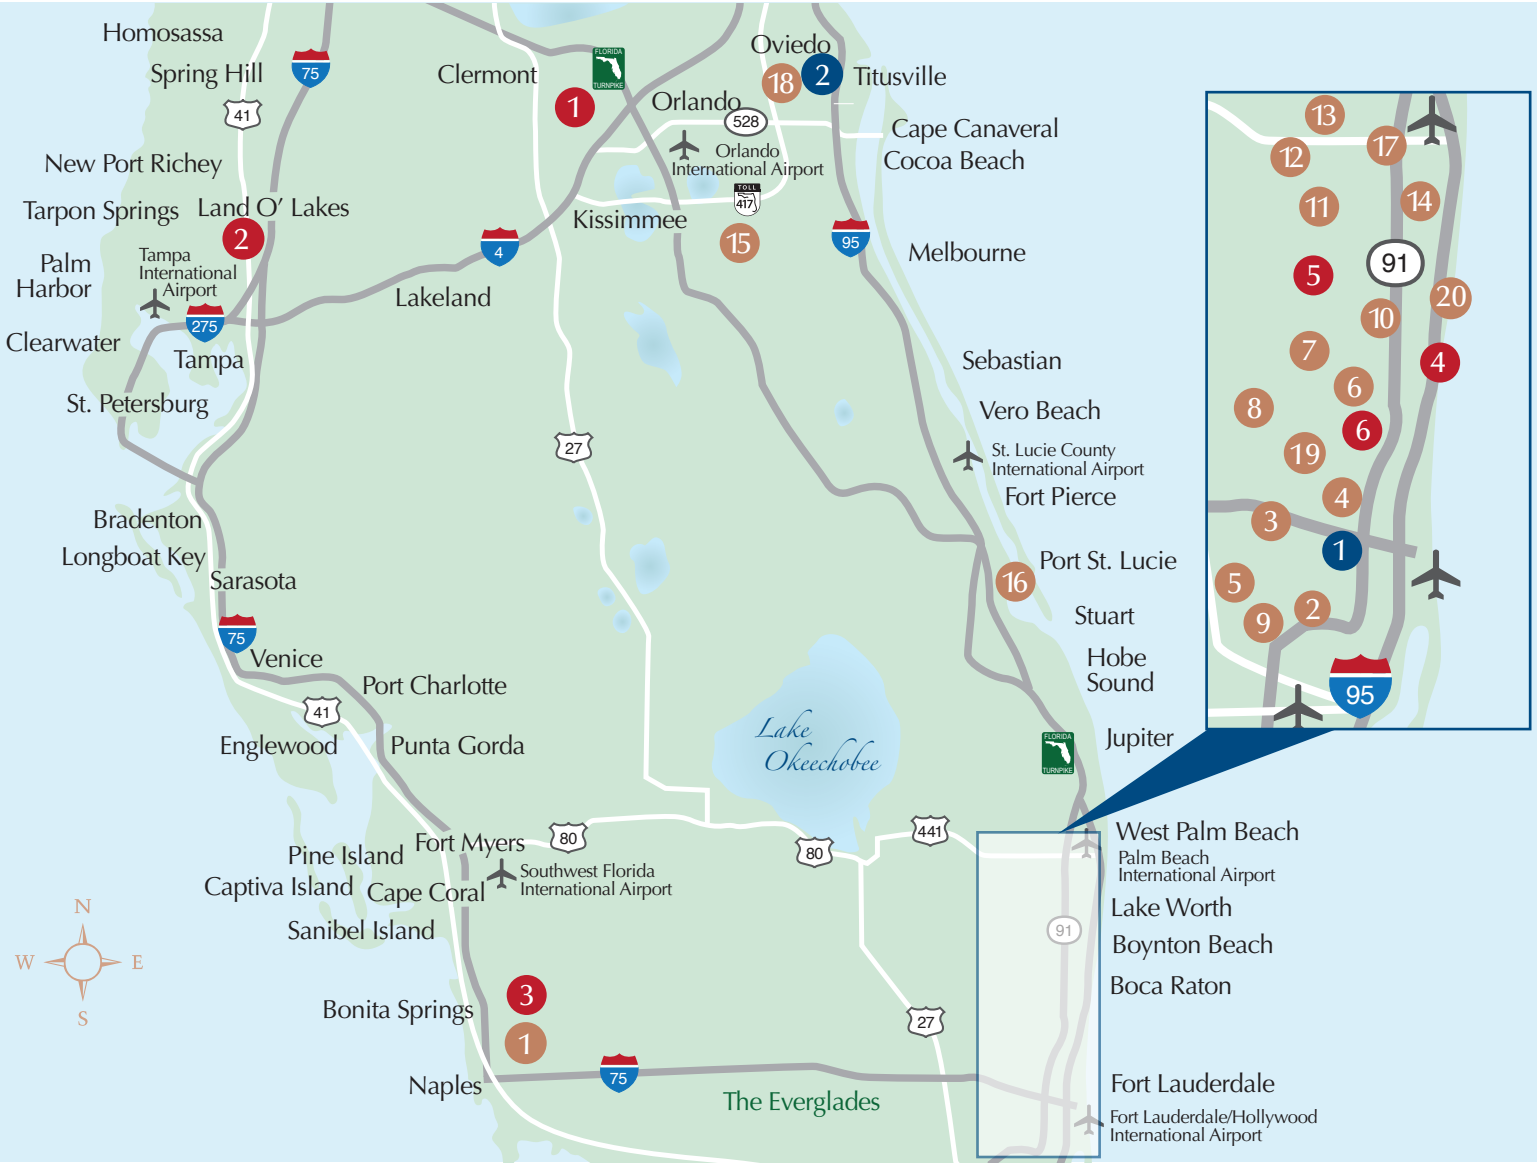 Homosassa
Spring Hill
75
41
New Port Richey
Tarpon Springs
Land O’ Lakes
2
Palm
Harbor
Tampa
International
Airport
275
Clearwater
Tampa
St. Petersburg
Clermont
FLORIDA
TURNPIKE
1
Oviedo
18
2
Titusville
Orlando
528
Orlando
International Airport
Cape Canaveral
Cocoa Beach
TOLL
417
Kissimmee
15
4
95
Melbourne
Lakeland
Sebastian
Vero Beach
27
St. Lucie County
International Airport
Fort Pierce
Bradenton
Longboat Key
Sarasota
75
Venice
Port Charlotte
41
Englewood
Punta Gorda
16
Port St. Lucie
Stuart
Hobe
Sound
FLORIDA
TURNPIKE
Jupiter
Lake
Okeechobee
Fort Myers
80
80
441
Pine Island
Captiva Island
Cape Coral
Southwest Florida
International Airport
Sanibel Island
West Palm Beach
Palm Beach
International Airport
Lake Worth
91
Boynton Beach
Boca Raton
N
W
E
S
3
Bonita Springs
1
27
Naples
75
The Everglades
Fort Lauderdale
Fort Lauderdale/Hollywood
International Airport
13
12
17
11
14
5
91
20
10
7
4
6
8
6
19
4
3
1
5
9
2
95